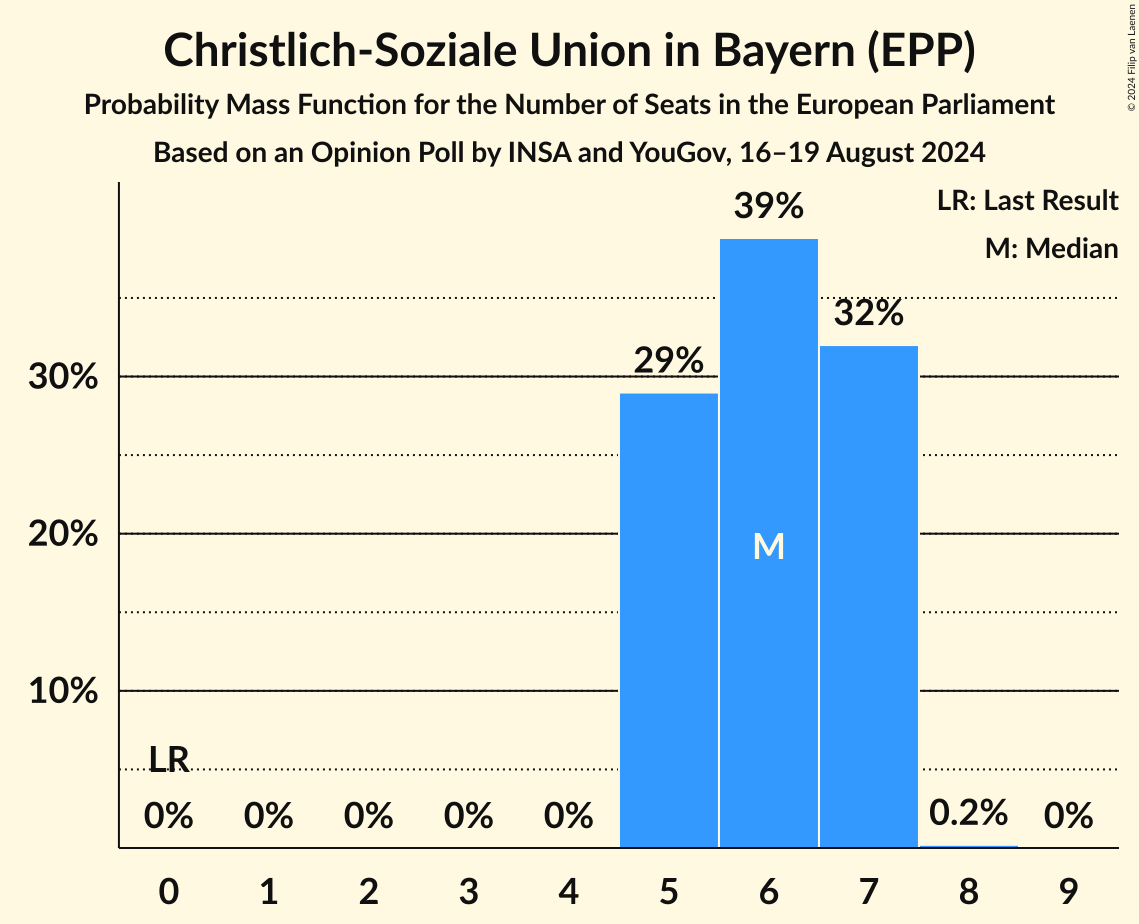 Christlich-Soziale Union in Bayern (EPP)
Probability Mass Function for the Number of Seats in the European Parliament
Based on an Opinion Poll by INSA and YouGov, 16–19 August 2024
© 2024 Filip van Laenen
LR: Last Result
M: Median
39%
32%
29%
30%
20%
M
10%
LR
0% 0% 0% 0% 0% 0.2% 0%
0 1 2 3 4 5 6 7 8 9